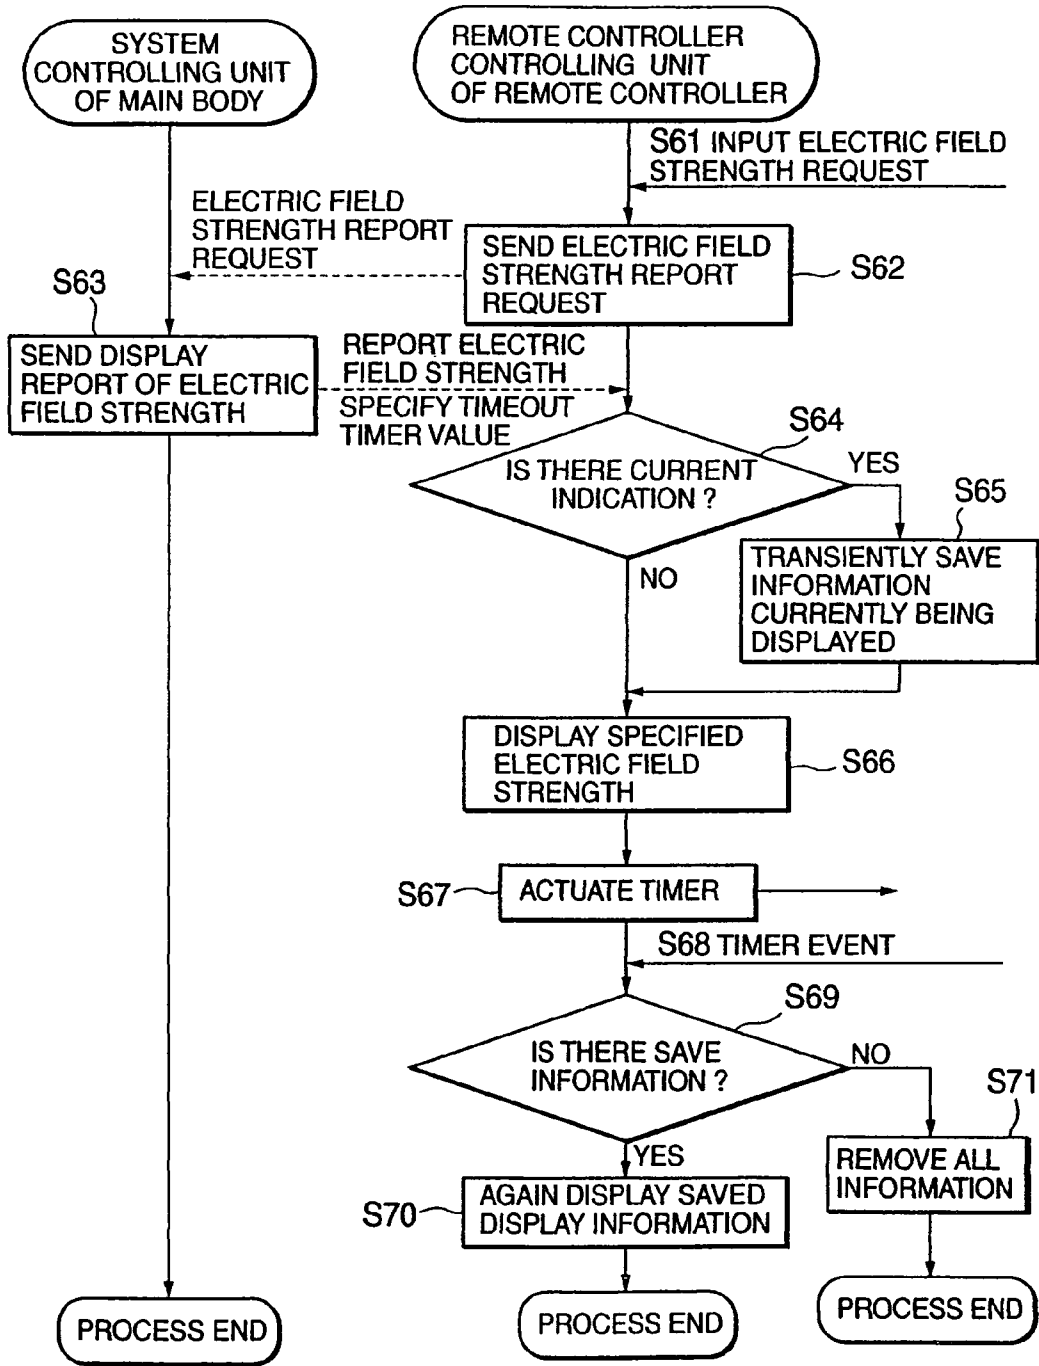 SYSTEM
CONTROLLING UNIT
OF MAIN BODY
REMOTE CONTROLLER
CONTROLLING UNIT
OF REMOTE CONTROLLER
S61 INPUT ELECTRIC FIELD
STRENGTH REQUEST
ELECTRIC FIELD
STRENGTH REPORT
REQUEST
SEND ELECTRIC FIELD
STRENGTH REPORT
REQUEST
S62
S63
SEND DISPLAY
REPORT OF ELECTRIC
FIELD STRENGTH
REPORT ELECTRIC
FIELD STRENGTH
SPECIFY TIMEOUT
TIMER VALUE
S64
IS THERE CURRENT
INDICATION ?
YES
S65
TRANSIENTLY SAVE
INFORMATION
CURRENTLY BEING
DISPLAYED
NO
DISPLAY SPECIFIED
ELECTRIC FIELD
STRENGTH
S66
S67
ACTUATE TIMER
S68 TIMER EVENT
S69
IS THERE SAVE
INFORMATION ?
NO
S71
YES
REMOVE ALL
INFORMATION
S70
AGAIN DISPLAY SAVED
DISPLAY INFORMATION
PROCESS END
PROCESS END
PROCESS END